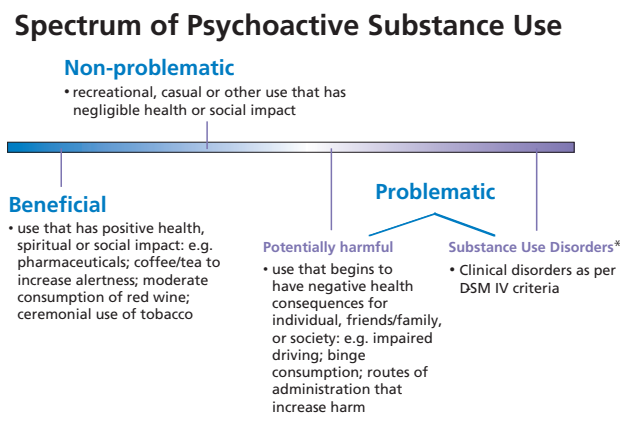 Spectrum of Psychoactive Substance Use
Non-problematic
• recreational, casual or other use that has
negligible health or social impact
Beneficial
• use that has positive health,
spiritual or social impact: e.g.
pharmaceuticals; coffee/tea to
increase alertness; moderate
consumption of red wine;
ceremonial use of tobacco
Problematic
Potentially harmful
• use that begins to
have negative health
consequences for
individual, friends/family,
or society: e.g. impaired
driving; binge
consumption; routes of
administration that
increase harm
Substance Use Disorders*
• Clinical disorders as per
DSM IV criteria